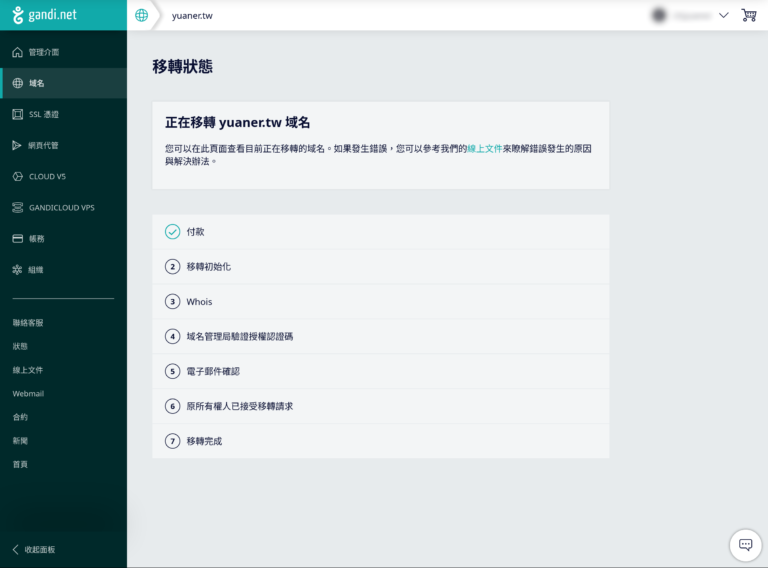 gandi.net
yuaner.tw
管理介面
域名
SSL 憑證
網頁代管
CLOUD V5
GANDICLOUD VPS
帳務
組織
聯絡客服
狀態
線上文件
Webmail
合約
新聞
首頁
收起面板
移轉狀態
正在移轉 yuaner.tw 域名
您可以在此頁面查看目前正在移轉的域名。如果發生錯誤，您可以參考我們的線上文件來瞭解錯誤發生的原因
與解決辦法。
付款
2 移轉初始化
3 Whois
4 域名管理局驗證授權認證碼
5 電子郵件確認
6 原所有權人已接受移轉請求
7 移轉完成